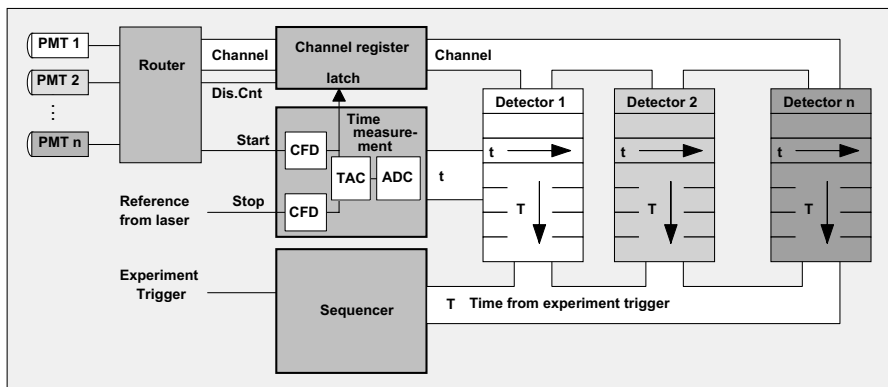 PMT 1
PMT 2
PMT n
Router
Channel
Dis.Cnt
Start
Channel register
latch
Channel
Time
measure-
ment
CFD
TAC
ADC
CFD
t
Reference
from laser
Stop
Experiment
Trigger
Sequencer
T Time from experiment trigger
Detector 1
t
T
Detector 2
t
T
Detector n
t
T